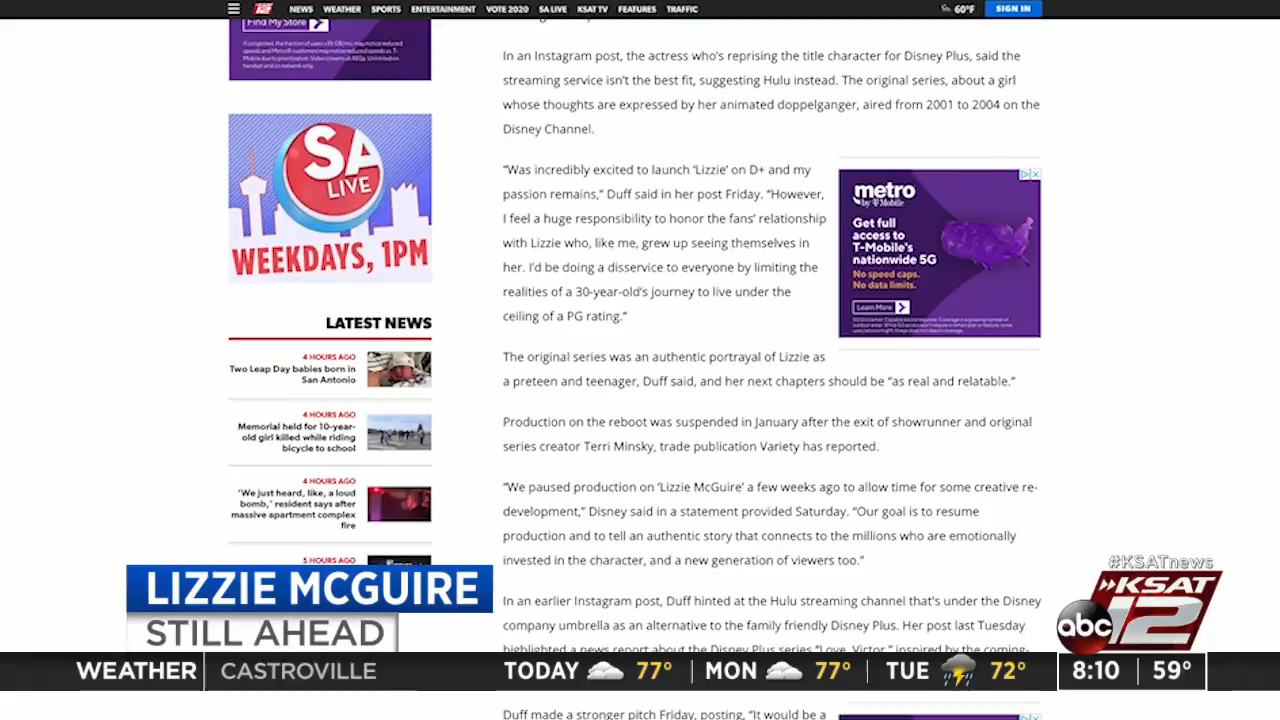 NEWS WEATHER SPORTS ENTERTAINMENT VOTE 2020 SA LIVE KSAT TV FEATURES TRAFFIC 60°F SIGN IN
Find My Store
In an Instagram post, the actress who reprising the title character for Disney Plus, said the
streaming service isn't the best fit, suggesting Hulu instead. The original series, about a girl
whose thoughts are expressed by her animated doppelganger, aired from 2001 to 2004 on the
Disney Channel.
SA
LIVE
WEEKDAYS, 1PM
"Was incredibly excited to launch 'Lizzie' on D+ and my
passion remains," Duff said in her post Friday. "However,
I feel a huge responsibility to honor the fans' relationship
with Lizzie who, like me, grew up seeing themselves in
her. I'd be doing a disservice to everyone by limiting the
realities of a 30-year-old's journey to live under the
ceiling of a PG rating."
metro
by T Mobile
Get full
access to
T-Mobile's
nationwide 5G
No speed caps.
No data limits.
Learn More
LATEST NEWS
4 HOURS AGO
Two Leap Day babies born in
San Antonio
4 HOURS AGO
Memorial held for 10-year-
old girl killed while riding
bicycle to school
4 HOURS AGO
'We just heard, like, a loud
bomb,' resident says after
massive apartment complex
fire
5 HOURS AGO
The original series was an authentic portrayal of Lizzie as
a preteen and teenager, Duff said, and her next chapters should be "as real and relatable."
Production on the reboot was suspended in January after the exit of showrunner and original
series creator Terri Minsky, trade publication Variety has reported.
"We paused production on 'Lizzie McGuire' a few weeks ago to allow time for some creative re-
development," Disney said in a statement provided Saturday. "Our goal is to resume
production and to tell an authentic story that connects to the millions who are emotionally
invested in the character, and a new generation of viewers too."
In an earlier Instagram post, Duff hinted at the Hulu streaming channel that's under the Disney
company umbrella as an alternative to the family friendly Disney Plus. Her post last Tuesday
highlighted a news report about the Disney Plus series "Love, Victor," inspired by the coming-
LIZZIE MCGUIRE
STILL AHEAD
#KSATnews
KSAT
abc 12
WEATHER CASTROVILLE TODAY 77° MON 77° TUE 72° 8:10 59°
Duff made a stronger pitch Friday, posting, "It would be a